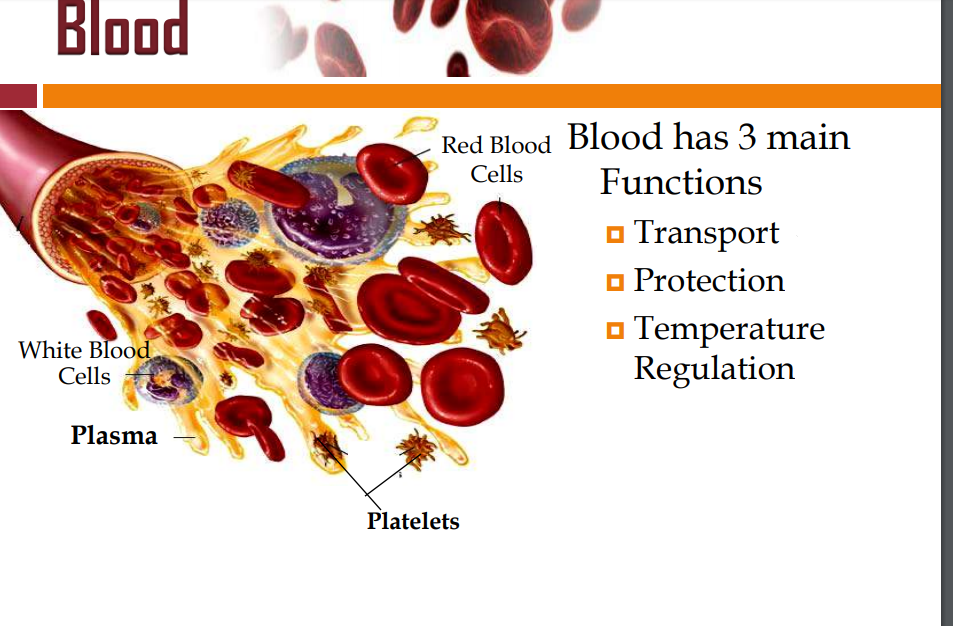 Blood
Red Blood
Cells
Blood has 3 main
Functions
Transport
Protection
Temperature
Regulation
White Blood
Cells
Plasma
Platelets